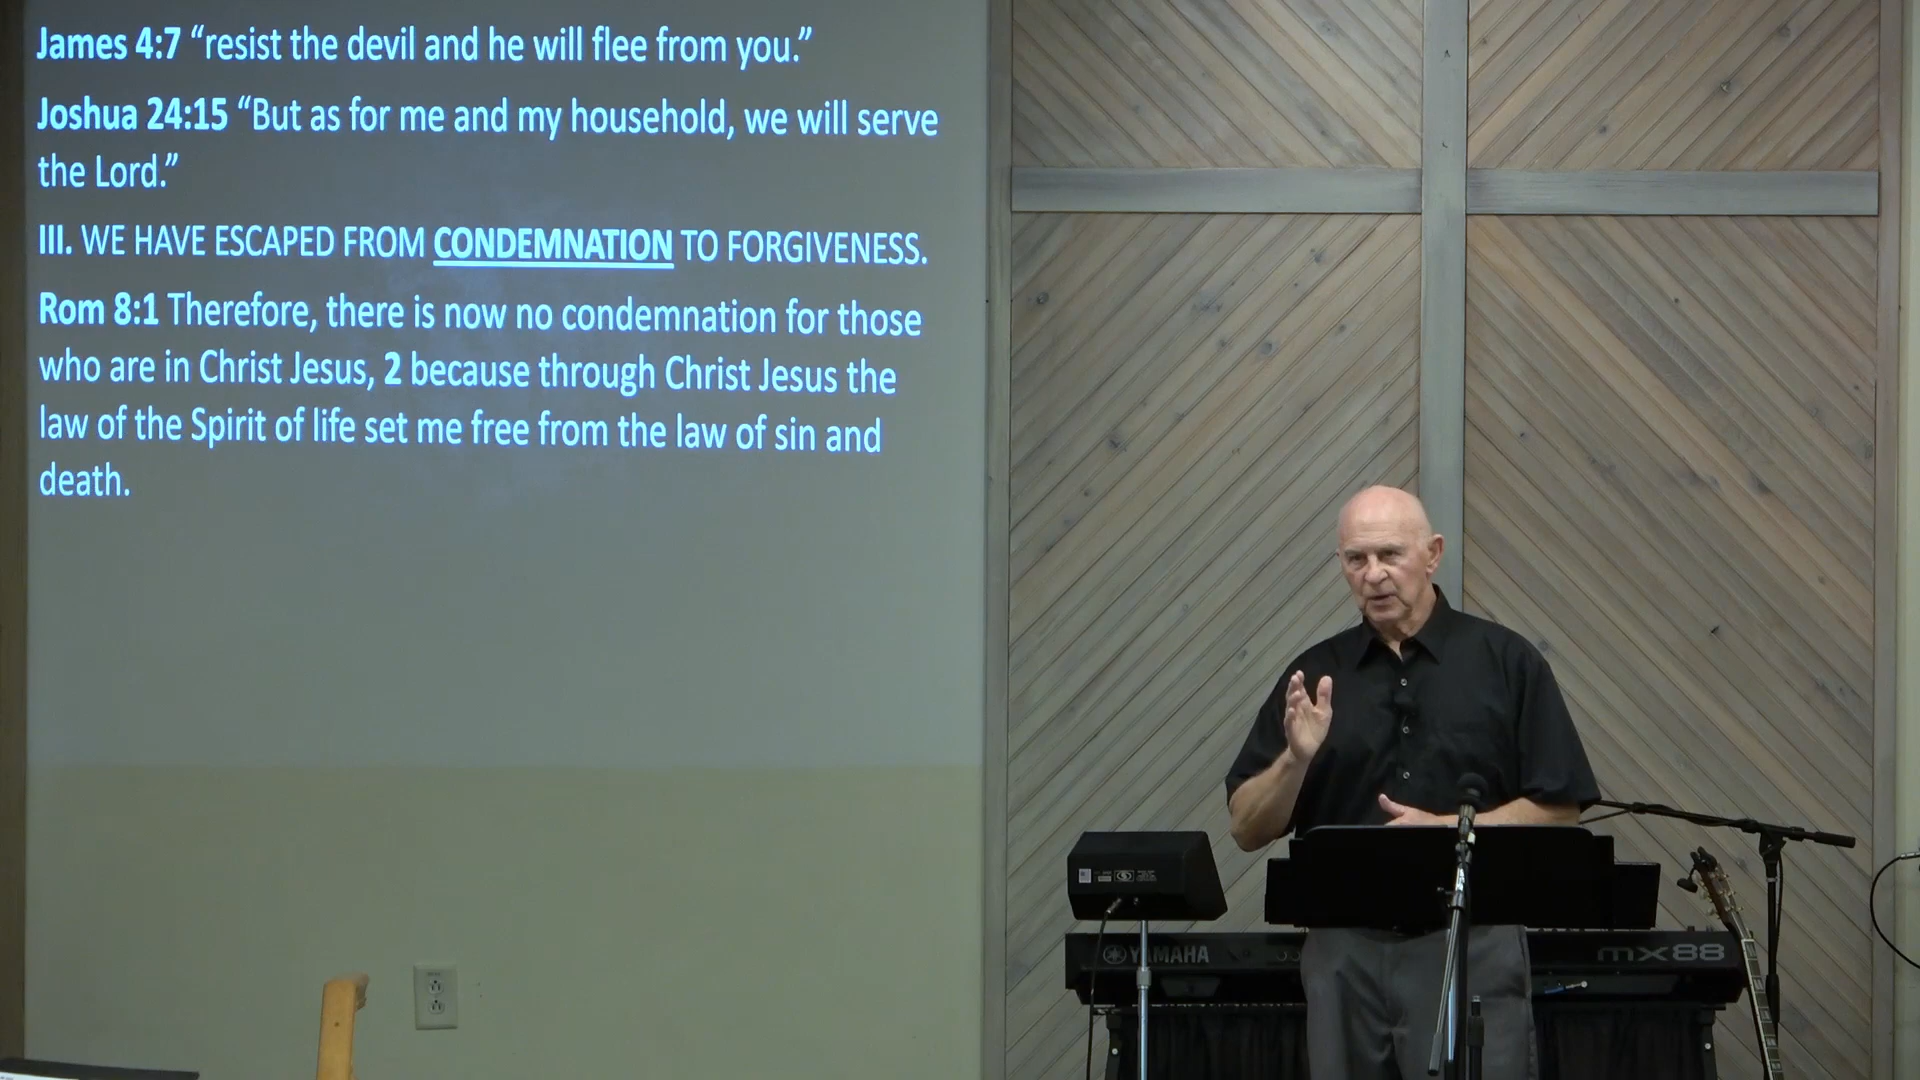 James 4:7 “resist the devil and he will flee from you.”
Joshua 24:15 “But as for me and my household, we will serve
the Lord.”
III. WE HAVE ESCAPED FROM CONDEMNATION TO FORGIVENESS.
Rom 8:1 Therefore, there is now no condemnation for those
who are in Christ Jesus, 2 because through Christ Jesus the
law of the Spirit of life set me free from the law of sin and
death.
YAMAHA
MX88